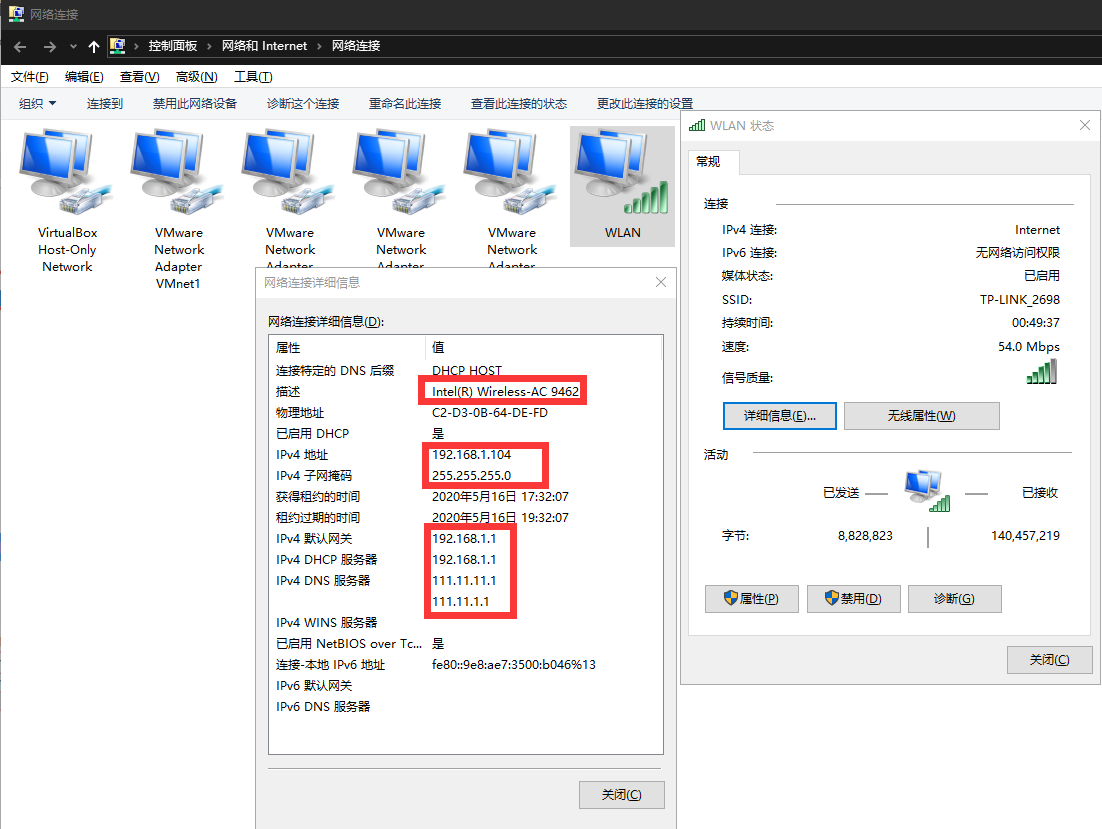 网络连接
控制面板 › 网络和 Internet › 网络连接
文件(F) 编辑(E) 查看(V) 高级(N) 工具(T)
组织 连接到 禁用此网络设备 诊断这个连接 重命名此连接 查看此连接的状态 更改此连接的设置
VirtualBox
Host-Only
Network
VMware
Network
Adapter
VMnet1
VMware
Network
Adapter
VMware
Network
Adapter
VMware
Network
Adapter
WLAN
网络连接详细信息
网络连接详细信息(D):
属性 值
连接特定的 DNS 后缀 DHCP HOST
描述 Intel(R) Wireless-AC 9462
物理地址 C2-D3-0B-64-DE-FD
已启用 DHCP 是
IPv4 地址 192.168.1.104
IPv4 子网掩码 255.255.255.0
获得租约的时间 2020年5月16日 17:32:07
租约过期的时间 2020年5月16日 19:32:07
IPv4 默认网关 192.168.1.1
IPv4 DHCP 服务器 192.168.1.1
IPv4 DNS 服务器 111.11.11.1
111.11.1.1
IPv4 WINS 服务器
已启用 NetBIOS over Tc... 是
连接-本地 IPv6 地址 fe80::9e8:ae7:3500:b046%13
IPv6 默认网关
IPv6 DNS 服务器
关闭(C)
WLAN 状态
常规
连接
IPv4 连接: Internet
IPv6 连接: 无网络访问权限
媒体状态: 已启用
SSID: TP-LINK_2698
持续时间: 00:49:37
速度: 54.0 Mbps
信号质量:
详细信息(E)... 无线属性(W)
活动
已发送 — — 已接收
字节: 8,828,823 140,457,219
属性(P) 禁用(D) 诊断(G)
关闭(C)